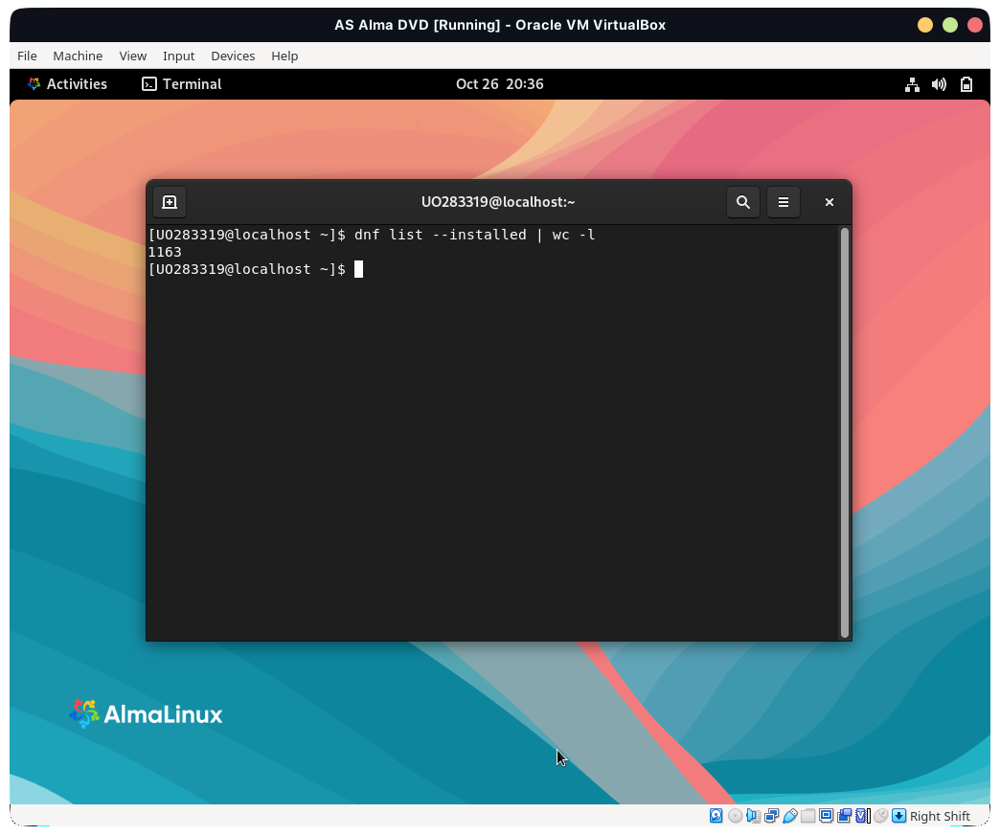 AS Alma DVD [Running] - Oracle VM VirtualBox
File Machine View Input Devices Help
Activities Terminal Oct 26 20:36
UO283319@localhost:~
[UO283319@localhost ~]$ dnf list --installed | wc -l
1163
[UO283319@localhost ~]$
AlmaLinux
Right Shift